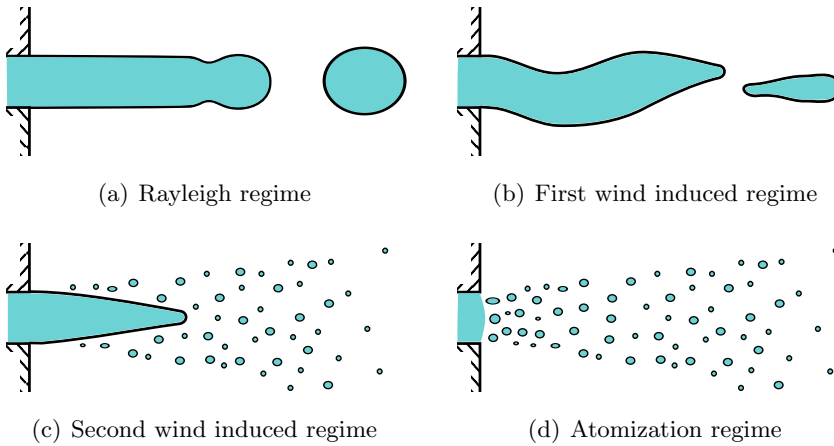 (a) Rayleigh regime
(b) First wind induced regime
(c) Second wind induced regime
(d) Atomization regime